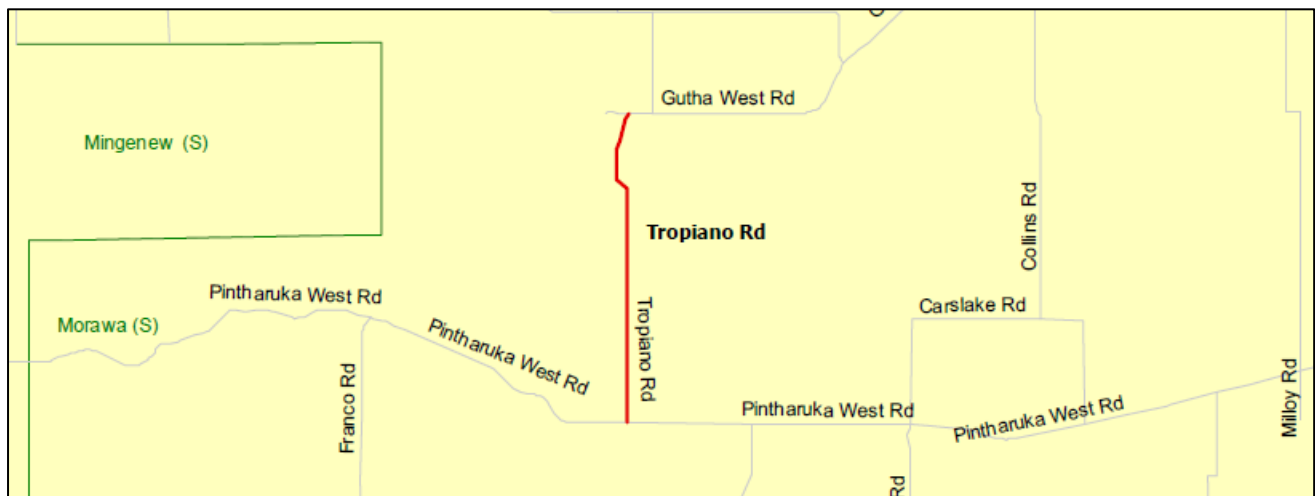 Gutha West Rd
Mingenew (S)
Tropiano Rd
Collins Rd
Pintharuka West Rd
Morawa (S)
Carslake Rd
Tropiano Rd
Pintharuka West Rd
Franco Rd
Pintharuka West Rd
Pintharuka West Rd
Milloy Rd
Rd